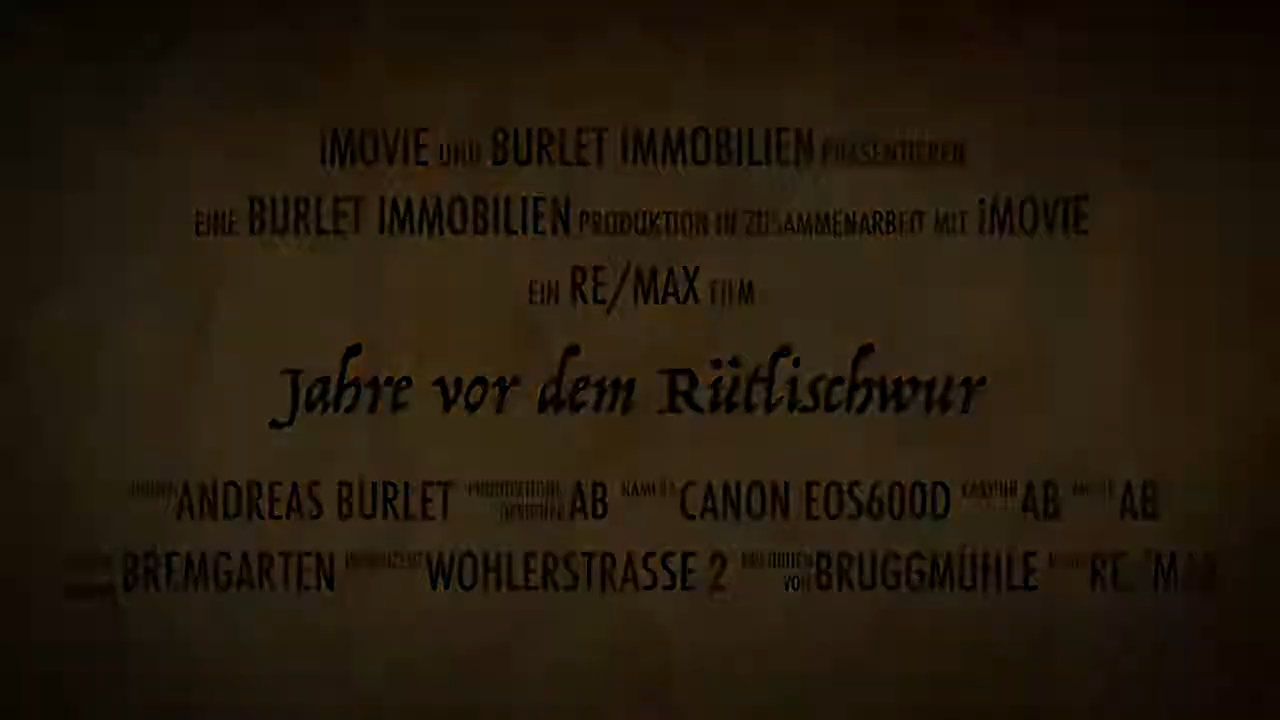 iMOVIE UND BURLET IMMOBILIEN PRÄSENTIEREN
EINE BURLET IMMOBILIEN PRODUKTION IN ZUSAMMENARBEIT MIT iMOVIE
EIN RE/MAX FILM
Jahre vor dem Rütlischwur
ANDREAS BURLET AB KAMERA CANON EOS600D AB AB
BREMGARTEN WOHLERSTRASSE 2 VON BRUGGMÜHLE